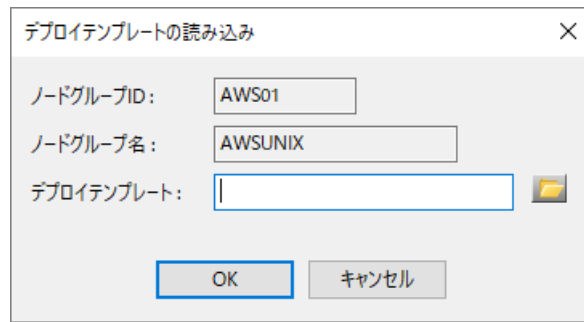 デプロイテンプレートの読み込み
ノードグループID： AWS01
ノードグループ名： AWSUNIX
デプロイテンプレート：
OK キャンセル